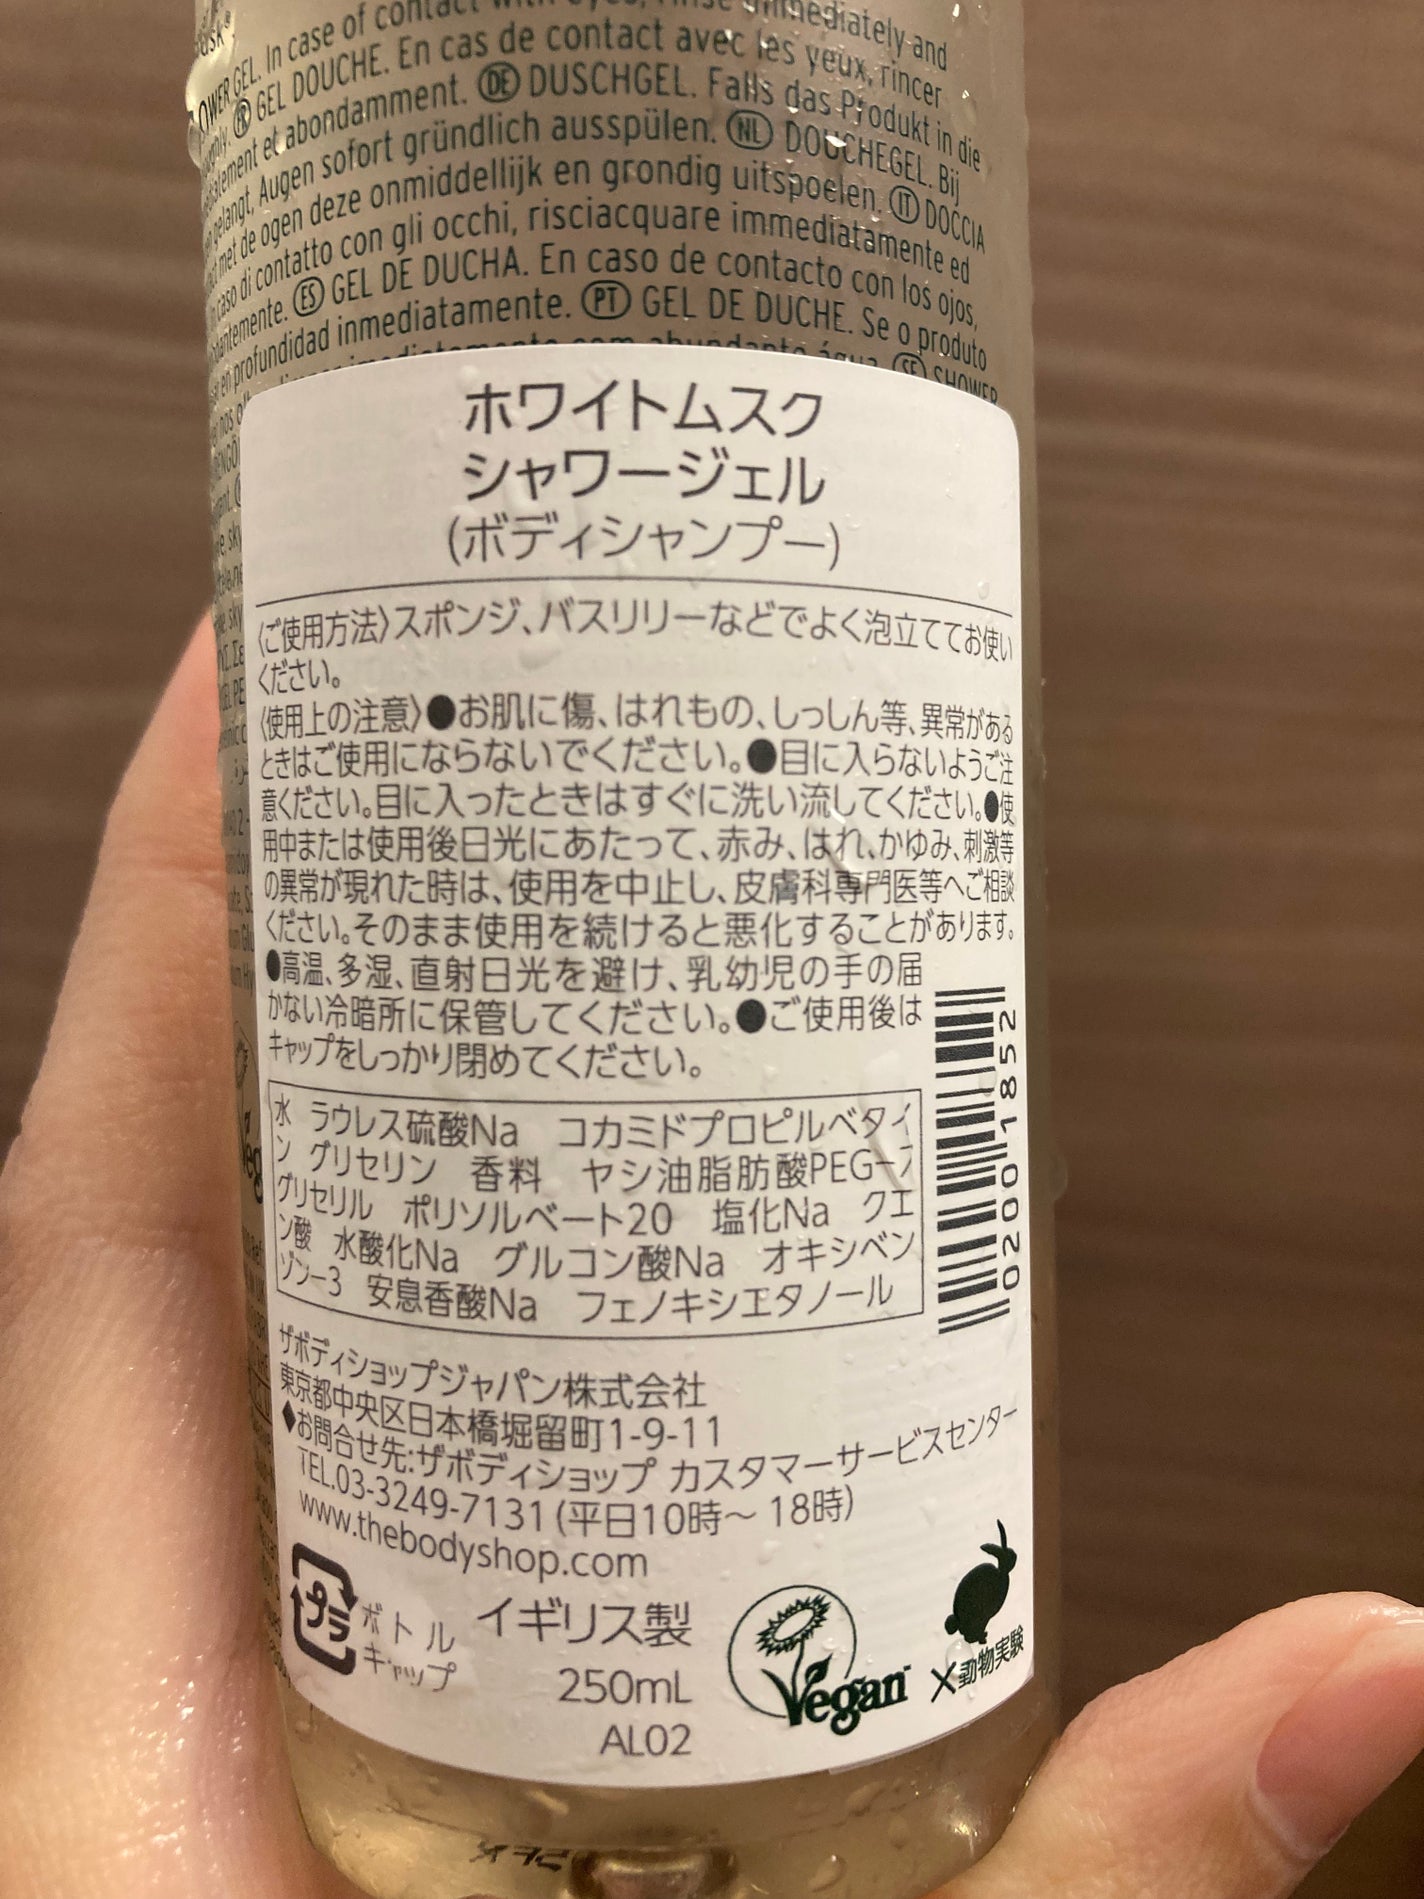 In case of contact with eyes, rinse immediately and
GEL DOUCHE. En cas de contact avec les yeux, rincer
et abondamment. DE DUSCHGEL. Falls das Produkt in die
gelangt, Augen sofort gründlich ausspülen. NL DOUCHEGEL. Bij
met de ogen deze onmiddellijk en grondig uitspoelen. IT DOCCIA
caso di contatto con gli occhi, risciacquare immediatamente ed
ES GEL DE DUCHA. En caso de contacto con los ojos,
en profundidad inmediatamente. PT GEL DE DUCHE. Se o produto
com abundante água. SE SHOWER
ホワイトムスク
シャワージェル
(ボディシャンプー)
〈ご使用方法〉スポンジ、バスリリーなどでよく泡立ててお使い
ください。
〈使用上の注意〉●お肌に傷、はれもの、しっしん等、異常がある
ときはご使用にならないでください。●目に入らないようご注
意ください。目に入ったときはすぐに洗い流してください。●使
用中または使用後日光にあたって、赤み、はれ、かゆみ、刺激等
の異常が現れた時は、使用を中止し、皮膚科専門医等へご相談
ください。そのまま使用を続けると悪化することがあります。
●高温、多湿、直射日光を避け、乳幼児の手の届
かない冷暗所に保管してください。●ご使用後は
キャップをしっかり閉めてください。
水 ラウレス硫酸Na コカミドプロピルベタイ
ン グリセリン 香料 ヤシ油脂肪酸PEG-7
グリセリル ポリソルベート20 塩化Na クエ
ン酸 水酸化Na グルコン酸Na オキシベン
ゾン-3 安息香酸Na フェノキシエタノール
02001852
ザボディショップジャパン株式会社
東京都中央区日本橋堀留町1-9-11
◆お問合せ先:ザボディショップ カスタマーサービスセンター
TEL.03-3249-7131(平日10時～18時)
www.thebodyshop.com
プラ ボトル
キャップ
イギリス製
250mL
AL02
Vegan
×動物実験